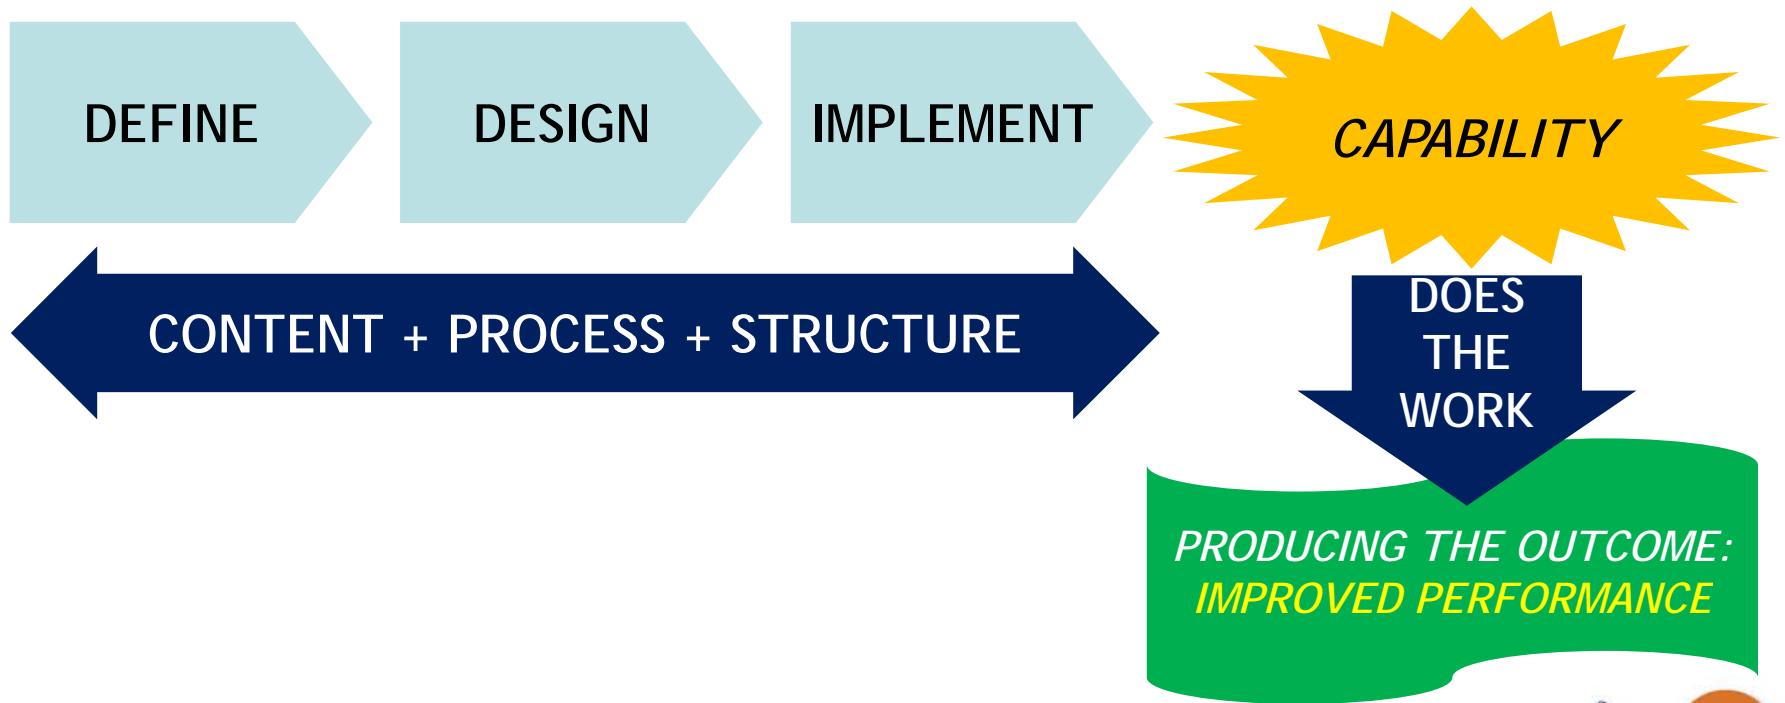 DEFINE
DESIGN
IMPLEMENT
CAPABILITY
CONTENT + PROCESS + STRUCTURE
DOES
THE
WORK
PRODUCING THE OUTCOME:
IMPROVED PERFORMANCE